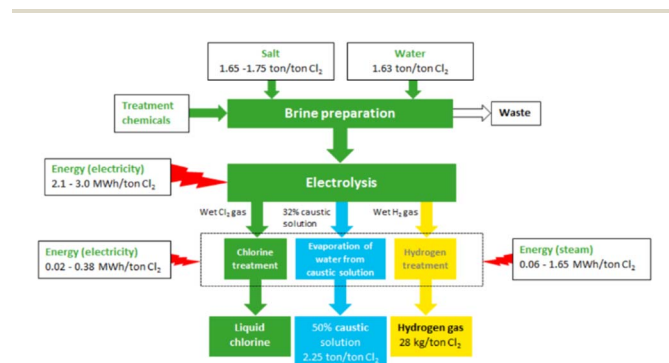 Salt
1.65 -1.75 ton/ton Cl₂
Water
1.63 ton/ton Cl₂
Treatment
chemicals
Brine preparation
Waste
Energy (electricity)
2.1 - 3.0 MWh/ton Cl₂
Electrolysis
Wet Cl₂ gas
32% caustic
solution
Wet H₂ gas
Energy (electricity)
0.02 - 0.38 MWh/ton Cl₂
Chlorine
treatment
Evaporation of
water from
caustic solution
Hydrogen
treatment
Energy (steam)
0.06 - 1.65 MWh/ton Cl₂
Liquid
chlorine
50% caustic
solution
2.25 ton/ton Cl₂
Hydrogen gas
28 kg/ton Cl₂